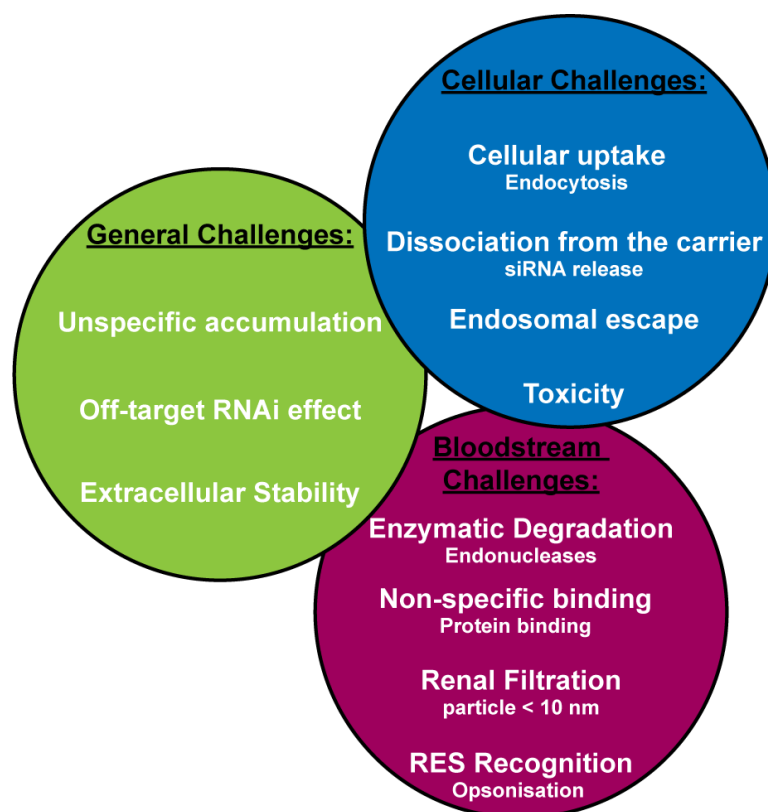 Cellular Challenges:
Cellular uptake
Endocytosis
Dissociation from the carrier
siRNA release
Endosomal escape
Toxicity
General Challenges:
Unspecific accumulation
Off-target RNAi effect
Extracellular Stability
Bloodstream
Challenges:
Enzymatic Degradation
Endonucleases
Non-specific binding
Protein binding
Renal Filtration
particle < 10 nm
RES Recognition
Opsonisation